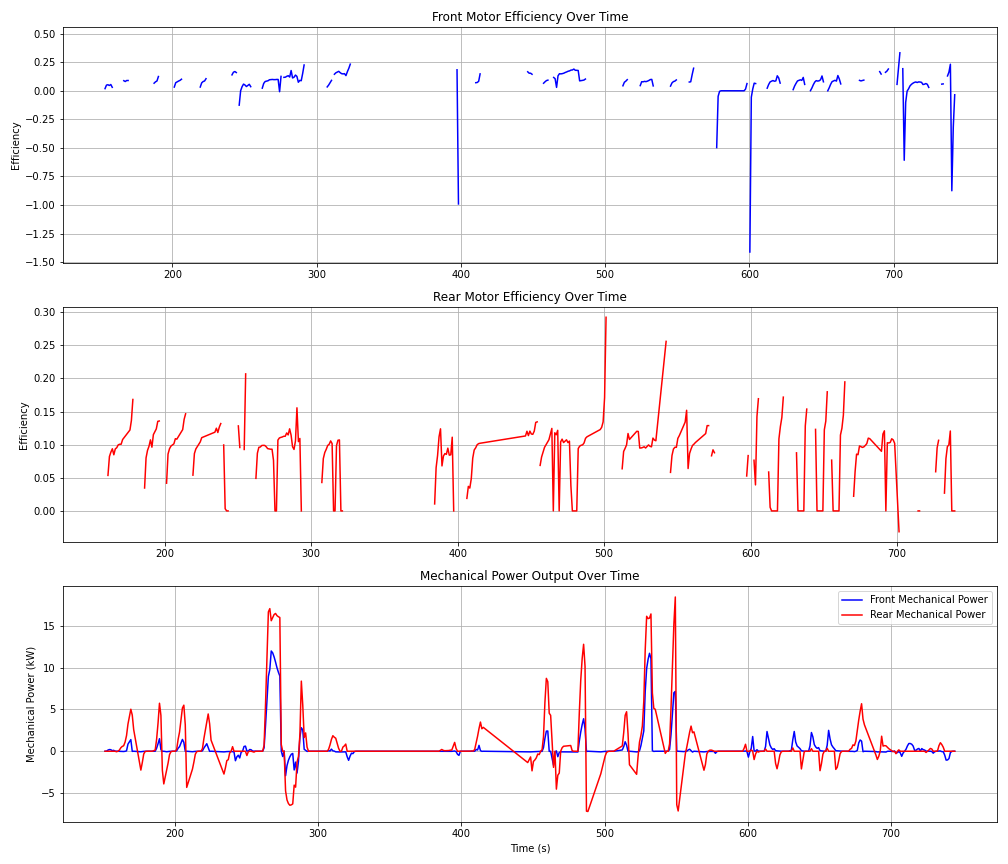 Front Motor Efficiency Over Time
0.50
0.25
0.00
−0.25
−0.50
−0.75
−1.00
−1.25
−1.50
Efficiency
200 300 400 500 600 700
Rear Motor Efficiency Over Time
0.30
0.25
0.20
0.15
0.10
0.05
0.00
Efficiency
200 300 400 500 600 700
Mechanical Power Output Over Time
Front Mechanical Power
Rear Mechanical Power
15
10
5
0
−5
Mechanical Power (kW)
200 300 400 500 600 700
Time (s)